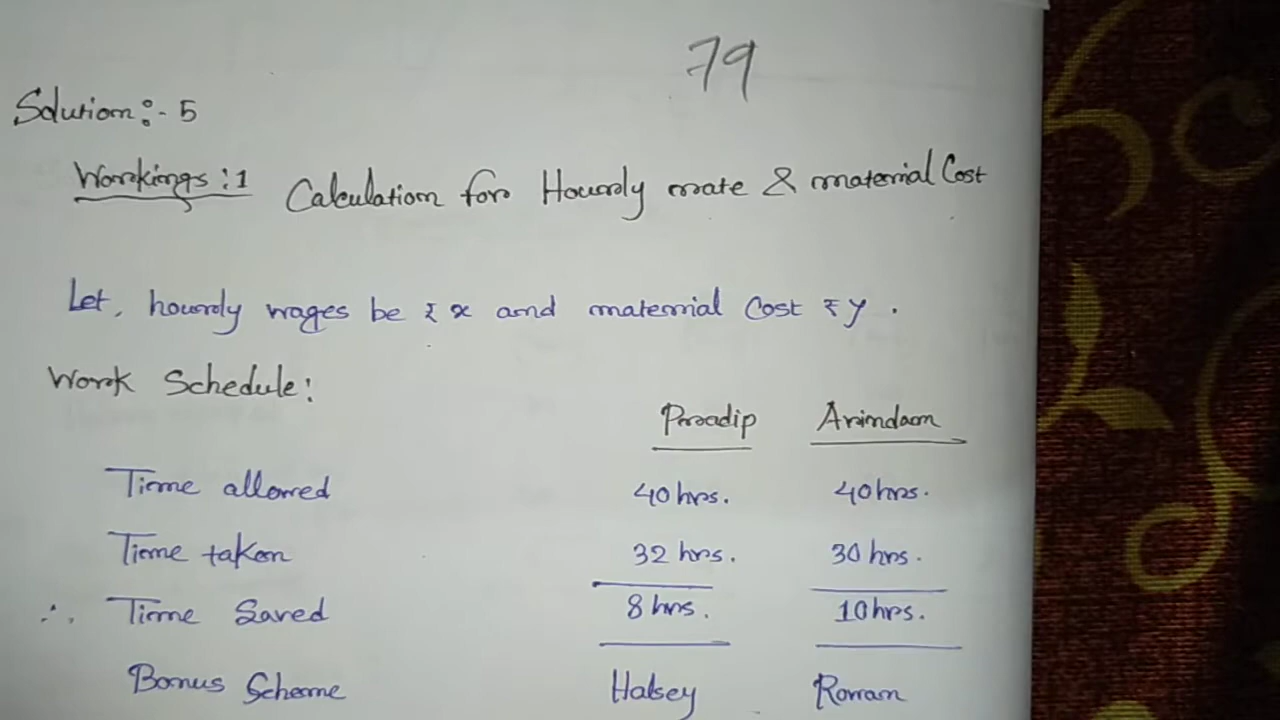 79
Solution:- 5
Workings: 1 Calculation for Hourly rate & material Cost
Let, hourly wages be ₹ x and material Cost ₹ y.
Work Schedule:
Pradip Arindam
Time allowed 40 hrs. 40 hrs.
Time taken 32 hrs. 30 hrs.
∴ Time Saved 8 hrs. 10 hrs.
Bonus Scheme Halsey Rowan